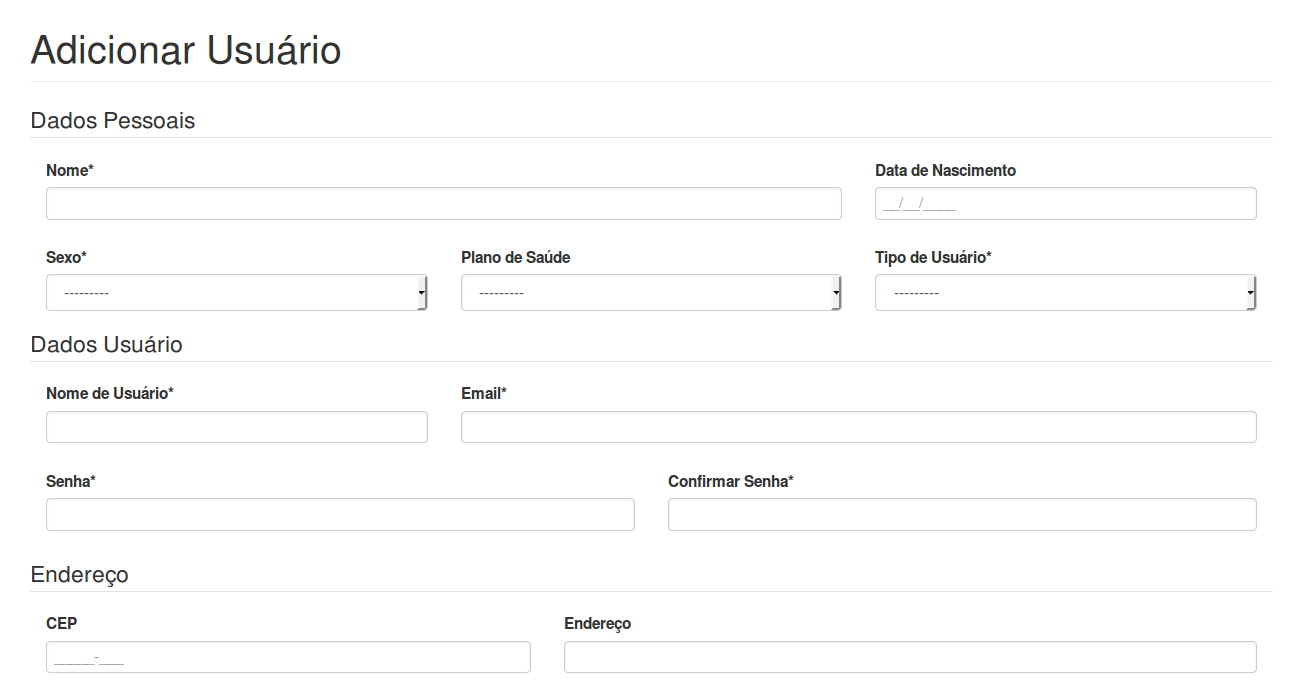 Adicionar Usuário
Dados Pessoais
Nome* Data de Nascimento
__/__/____
Sexo* Plano de Saúde Tipo de Usuário*
--------- --------- ---------
Dados Usuário
Nome de Usuário* Email*
Senha* Confirmar Senha*
Endereço
CEP Endereço
_____-___